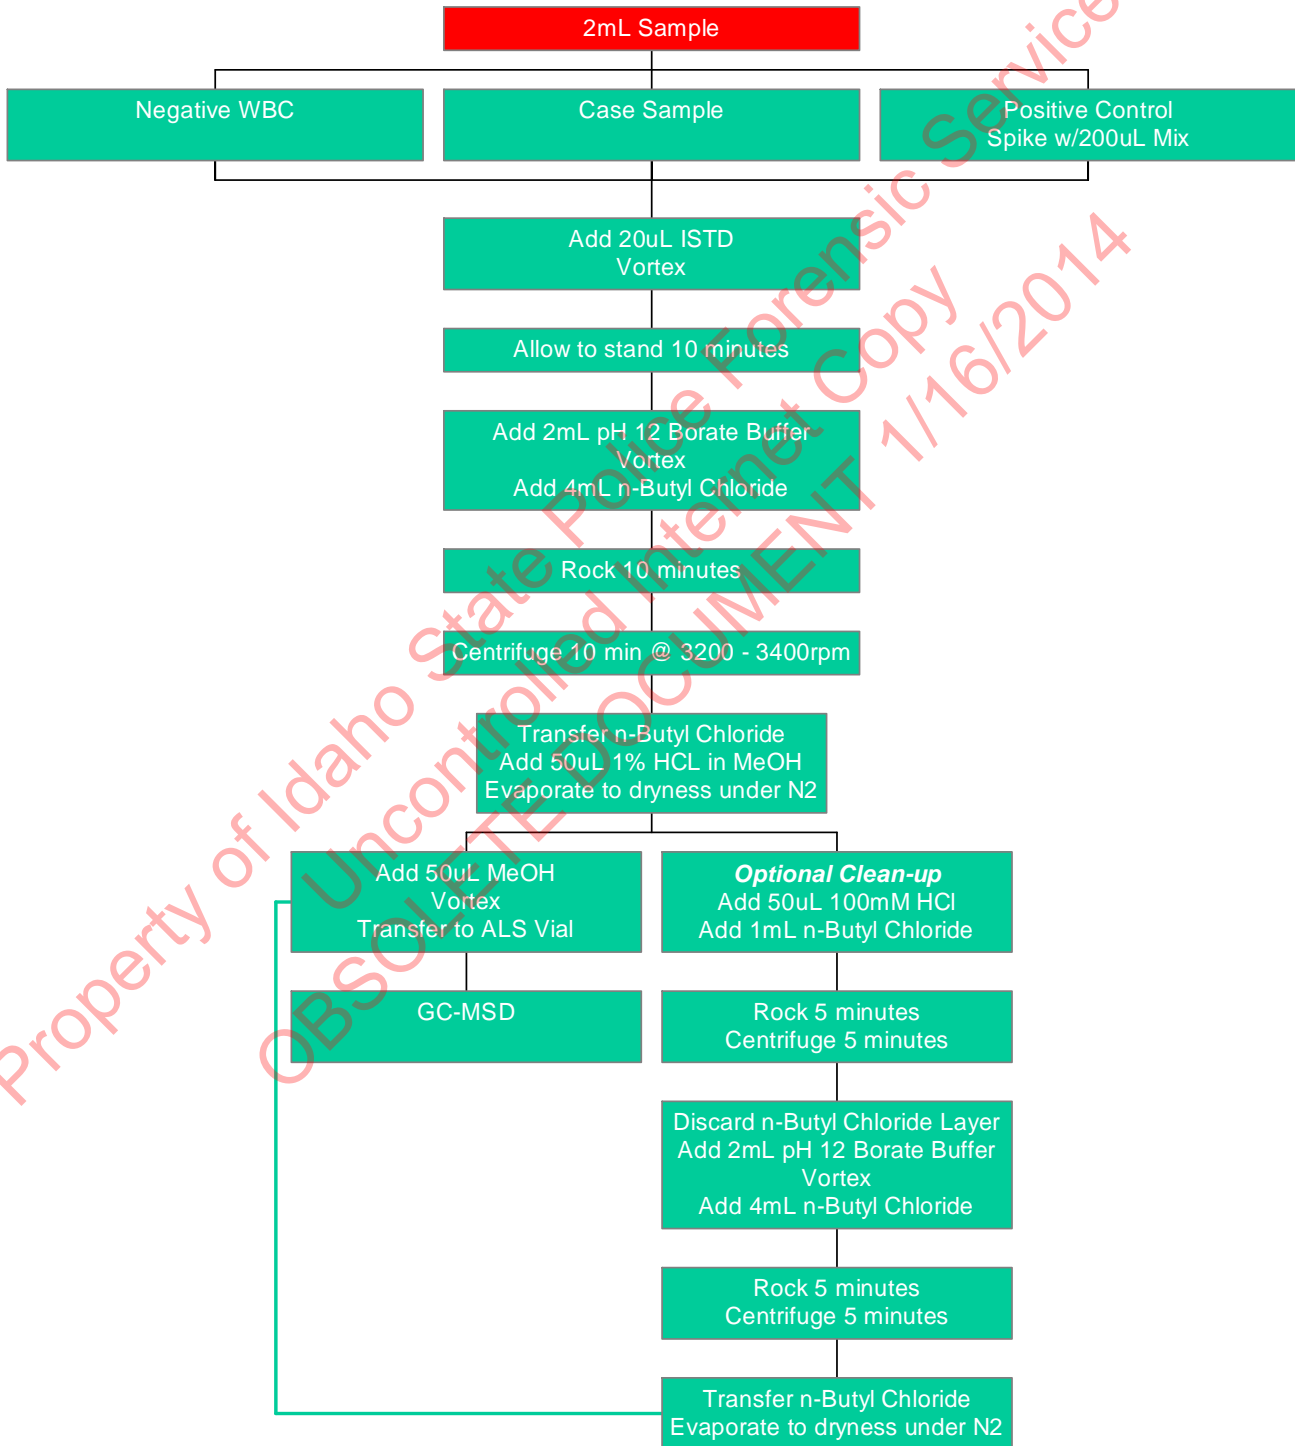 2mL Sample
Negative WBC
Case Sample
Positive Control
Spike w/200uL Mix
Add 20uL ISTD
Vortex
Allow to stand 10 minutes
Add 2mL pH 12 Borate Buffer
Vortex
Add 4mL n-Butyl Chloride
Rock 10 minutes
Centrifuge 10 min @ 3200 - 3400rpm
Transfer n-Butyl Chloride
Add 50uL 1% HCL in MeOH
Evaporate to dryness under N2
Add 50uL MeOH
Vortex
Transfer to ALS Vial
GC-MSD
Optional Clean-up
Add 50uL 100mM HCl
Add 1mL n-Butyl Chloride
Rock 5 minutes
Centrifuge 5 minutes
Discard n-Butyl Chloride Layer
Add 2mL pH 12 Borate Buffer
Vortex
Add 4mL n-Butyl Chloride
Rock 5 minutes
Centrifuge 5 minutes
Transfer n-Butyl Chloride
Evaporate to dryness under N2
Property of Idaho State Police Forensic Service
Uncontrolled Internet Copy
OBSOLETE DOCUMENT 1/16/2014